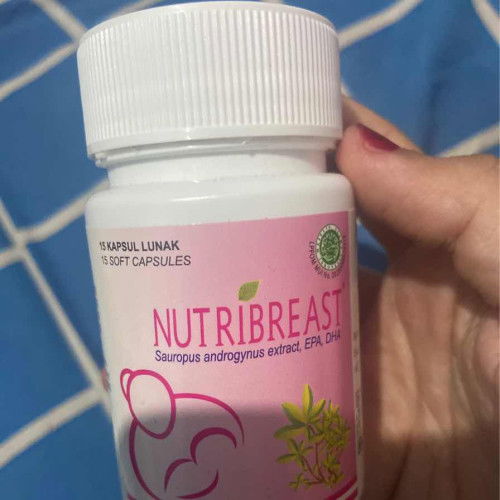 15 KAPSUL LUNAK
15 SOFT CAPSULES
NUTRIBREAST
Sauropus androgynus extract, EPA, DHA